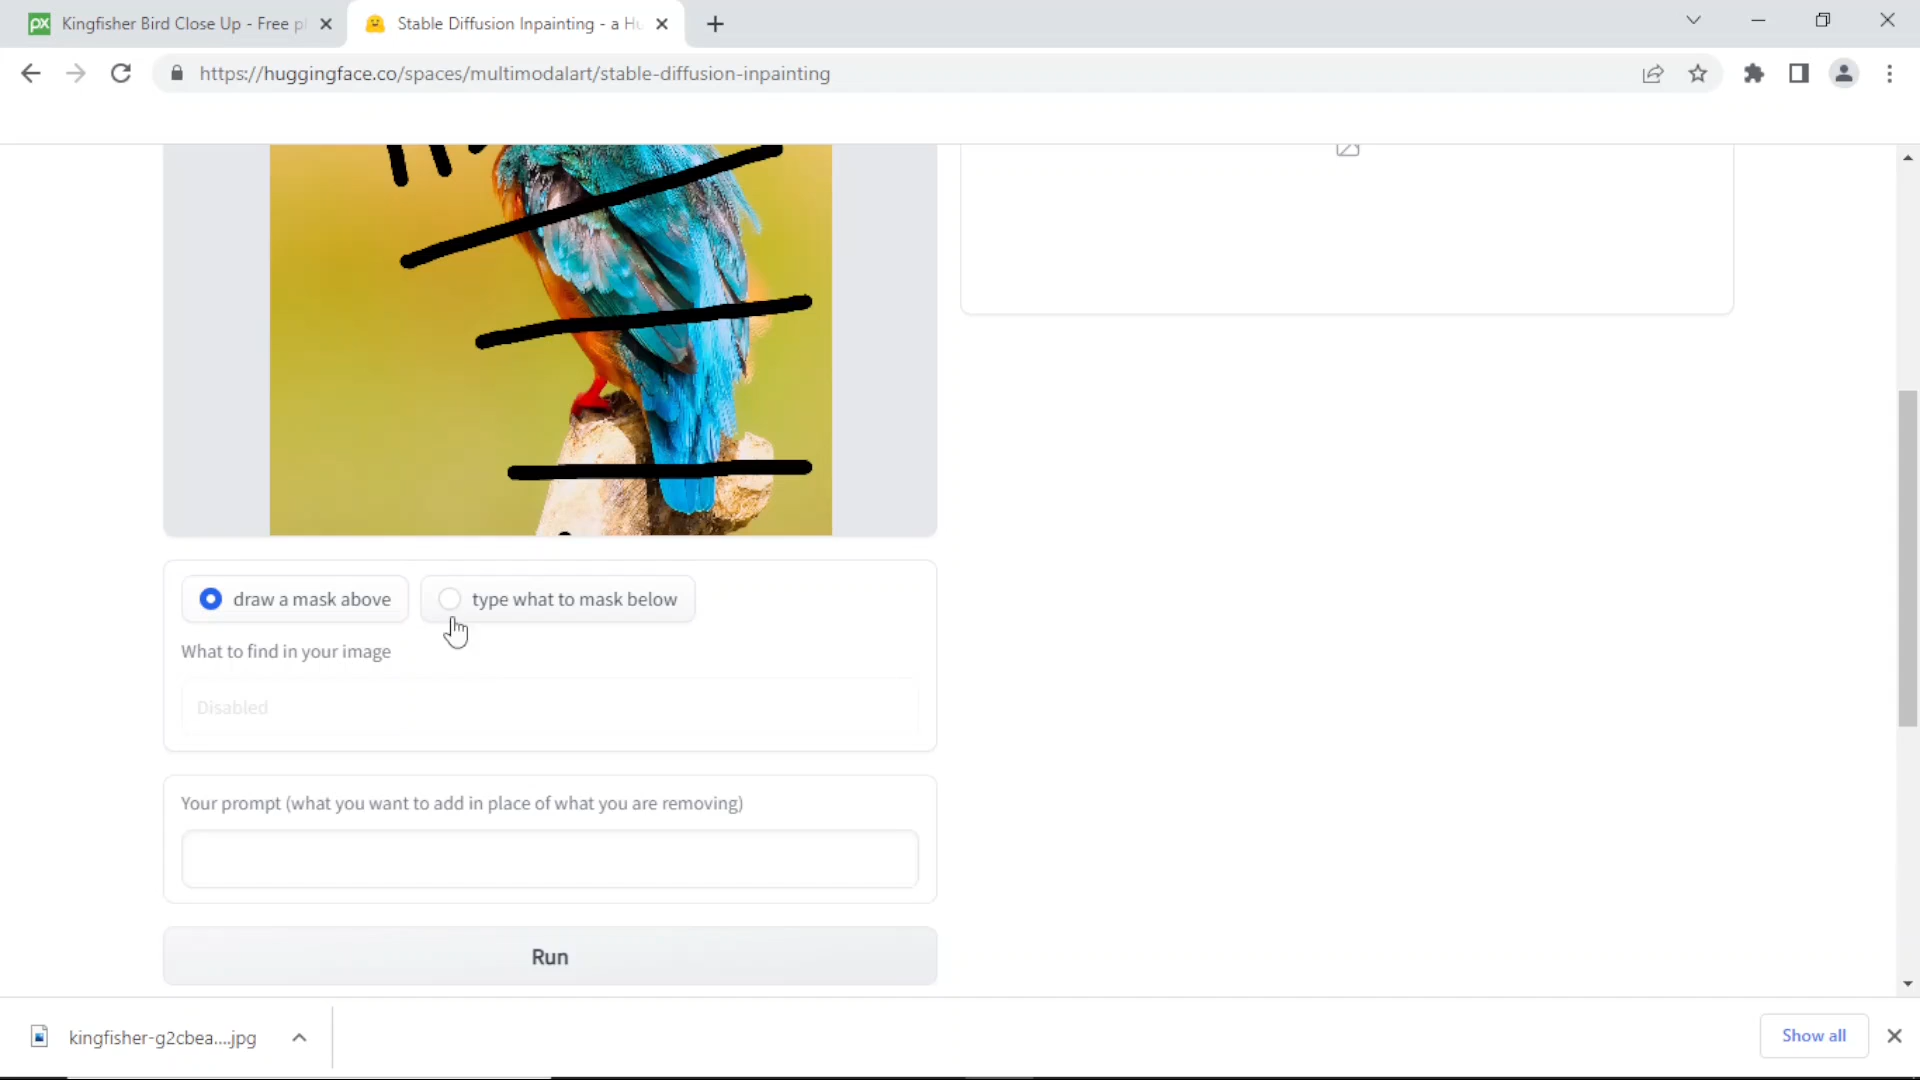 Kingfisher Bird Close Up - Free p
Stable Diffusion Inpainting - a Hu
https://huggingface.co/spaces/multimodalart/stable-diffusion-inpainting
draw a mask above
type what to mask below
What to find in your image
Disabled
Your prompt (what you want to add in place of what you are removing)
Run
kingfisher-g2cbea....jpg
Show all